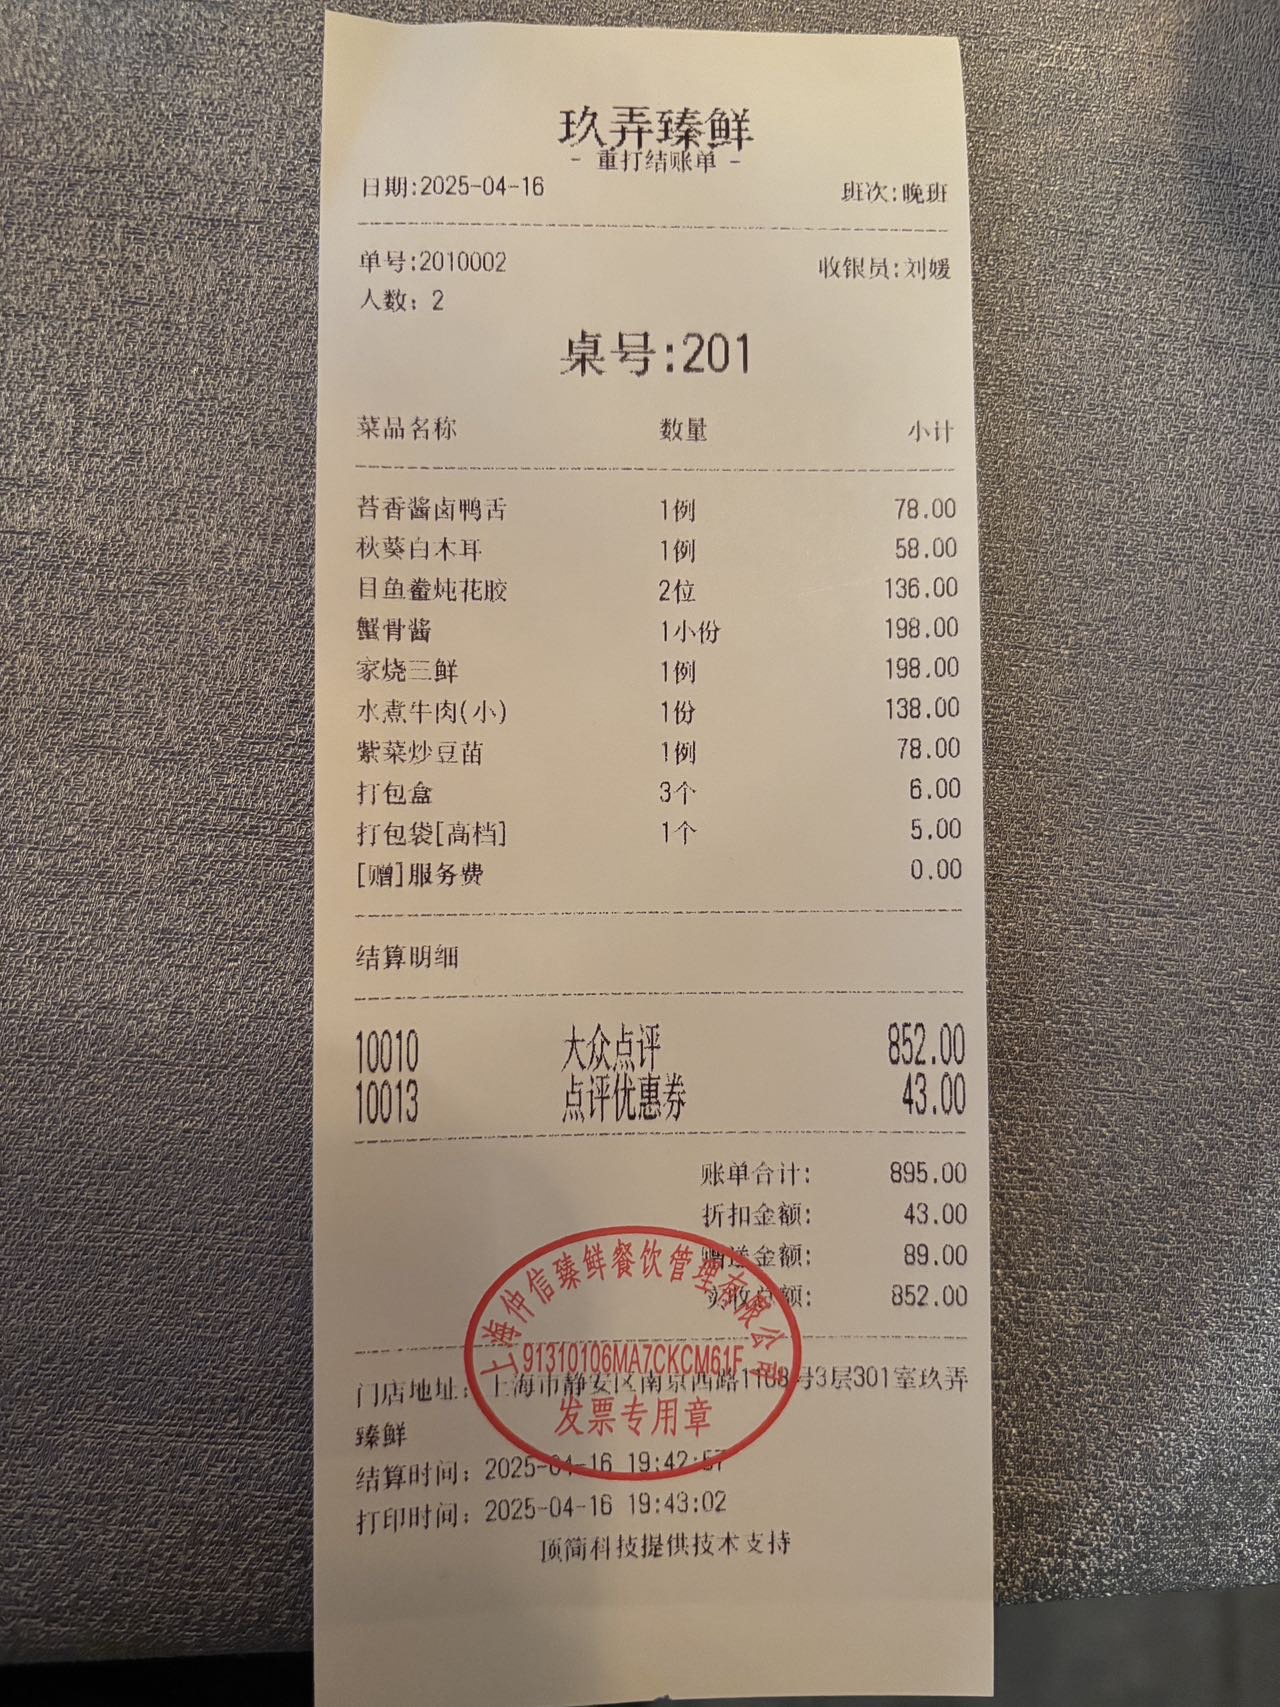 玖弄臻鲜
- 重打结账单 -
日期:2025-04-16 班次:晚班
单号:2010002 收银员:刘媛
人数: 2
桌号:201
菜品名称 数量 小计
苔香酱卤鸭舌 1例 78.00
秋葵白木耳 1例 58.00
目鱼鲞炖花胶 2位 136.00
蟹骨酱 1小份 198.00
家烧三鲜 1例 198.00
水煮牛肉(小) 1份 138.00
紫菜炒豆苗 1例 78.00
打包盒 3个 6.00
打包袋[高档] 1个 5.00
[赠]服务费 0.00
结算明细
10010 大众点评 852.00
10013 点评优惠券 43.00
账单合计: 895.00
折扣金额: 43.00
赠送金额: 89.00
实收总额: 852.00
上海仲信臻鲜餐饮管理有限公司
91310106MA7CKCM61F
发票专用章
门店地址: 上海市静安区南京西路1168号3层301室玖弄
臻鲜
结算时间: 2025-04-16 19:42:57
打印时间: 2025-04-16 19:43:02
顶简科技提供技术支持